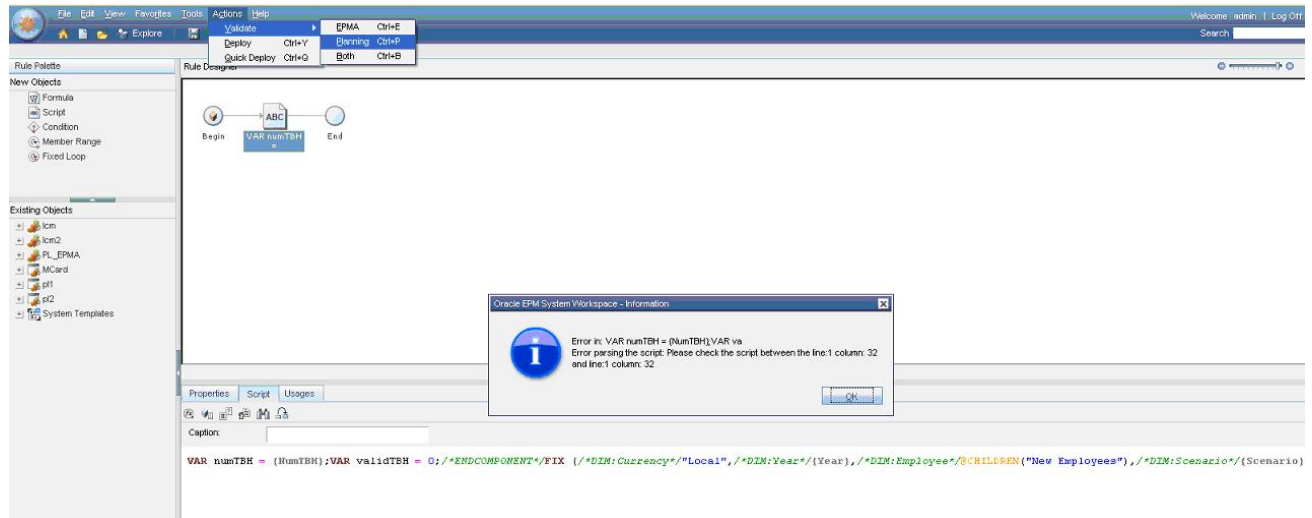 File Edit View Favorites Tools Actions Help
Welcome admin | Log Off
Explore
Search
Validate
EPMA Ctrl+E
Deploy Ctrl+Y
Planning Ctrl+P
Quick Deploy Ctrl+Q
Both Ctrl+B
Rule Palette
Rule Designer
New Objects
Formula
Script
Condition
Member Range
Fixed Loop
ABC
Begin
VAR numTBH =
End
Existing Objects
lcm
lcm2
PL_EPMA
MCard
pl1
pl2
System Templates
Oracle EPM System Workspace - Information
Error in: VAR numTBH = {NumTBH};VAR va
Error parsing the script: Please check the script between the line:1 column: 32
and line:1 column: 32
OK
Properties Script Usages
Caption:
VAR numTBH = {NumTBH};VAR validTBH = 0;/*ENDCOMPONENT*/FIX (/*DIM:Currency*/"Local",/*DIM:Year*/{Year},/*DIM:Employee*/@CHILDREN("New Employees"),/*DIM:Scenario*/{Scenario}